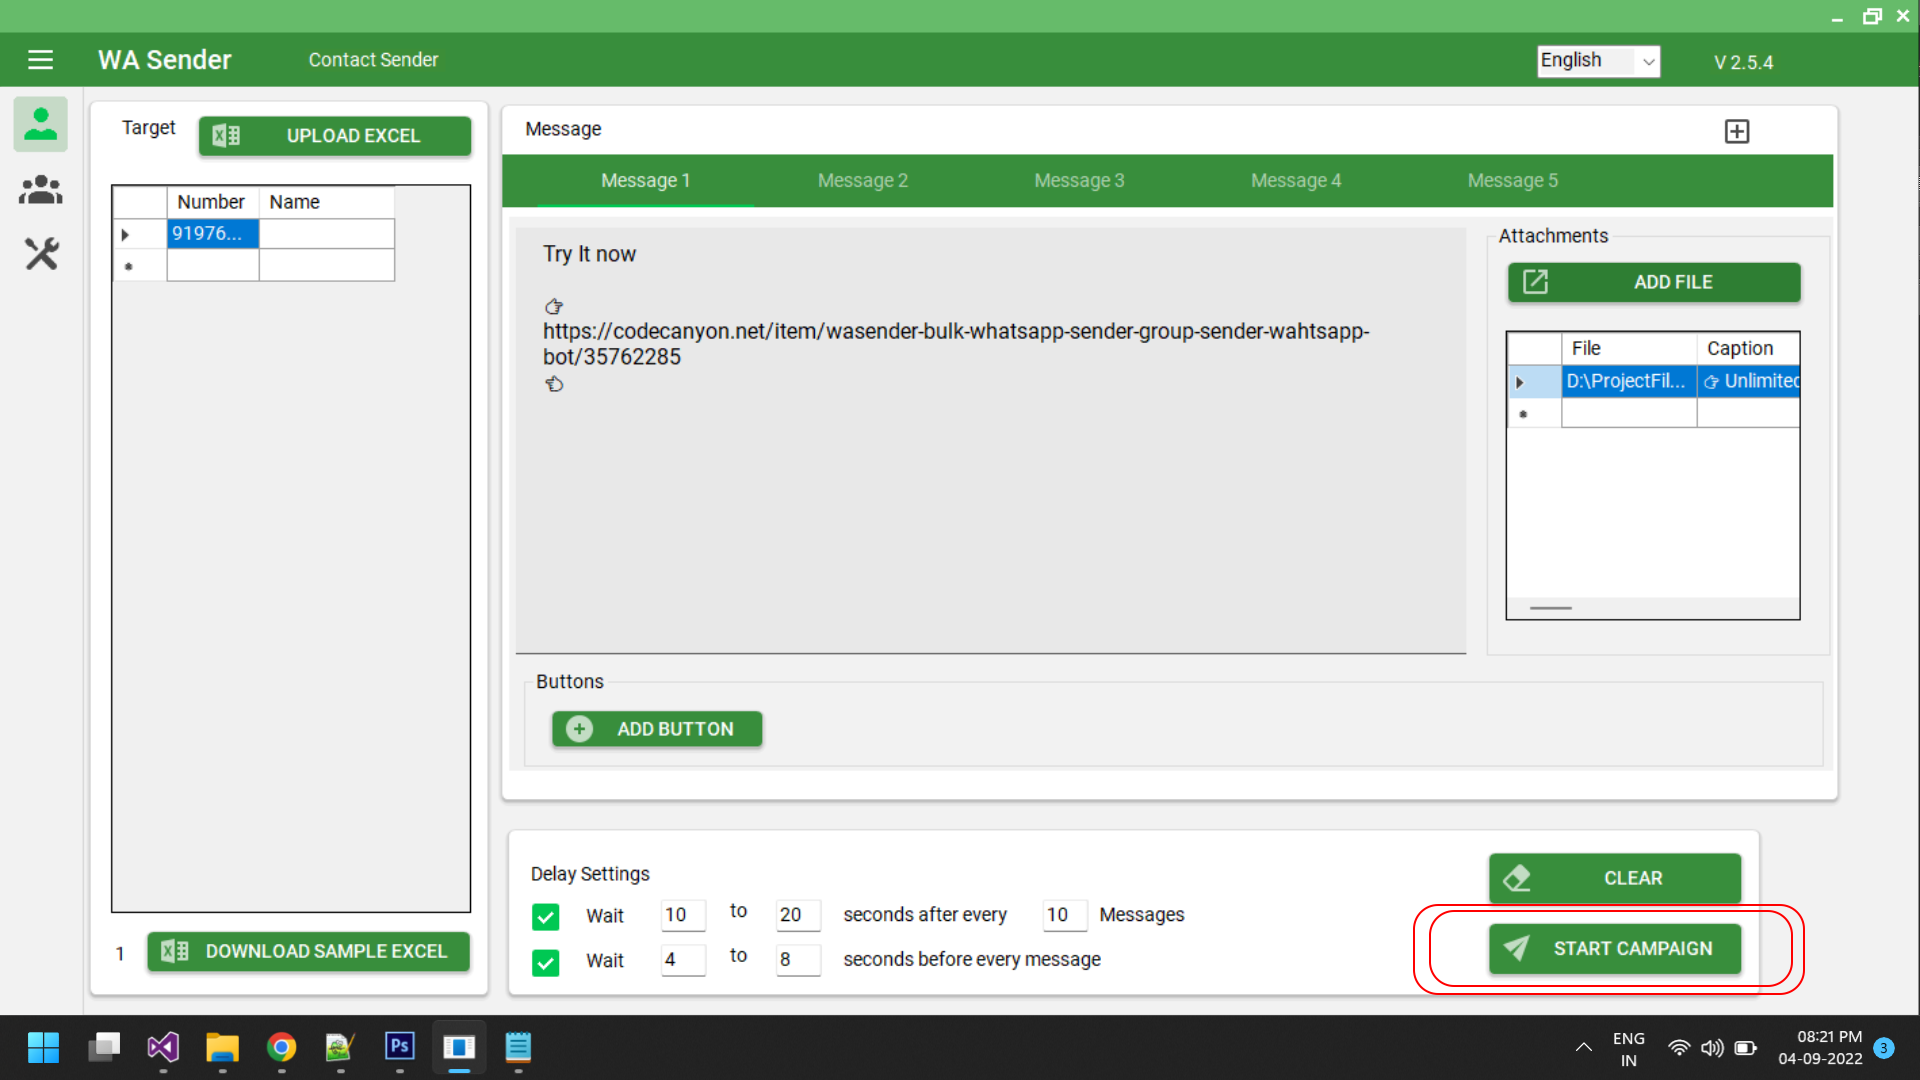 WA Sender
Contact Sender
English
V 2.5.4
Target
UPLOAD EXCEL
Number Name
91976...
1
DOWNLOAD SAMPLE EXCEL
Message
Message 1 Message 2 Message 3 Message 4 Message 5
Try It now
https://codecanyon.net/item/wasender-bulk-whatsapp-sender-group-sender-wahtsapp-
bot/35762285
Attachments
ADD FILE
File Caption
D:\ProjectFil... Unlimited
Buttons
ADD BUTTON
Delay Settings
Wait 10 to 20 seconds after every 10 Messages
Wait 4 to 8 seconds before every message
CLEAR
START CAMPAIGN
Ps
ENG
IN
08:21 PM
04-09-2022
3